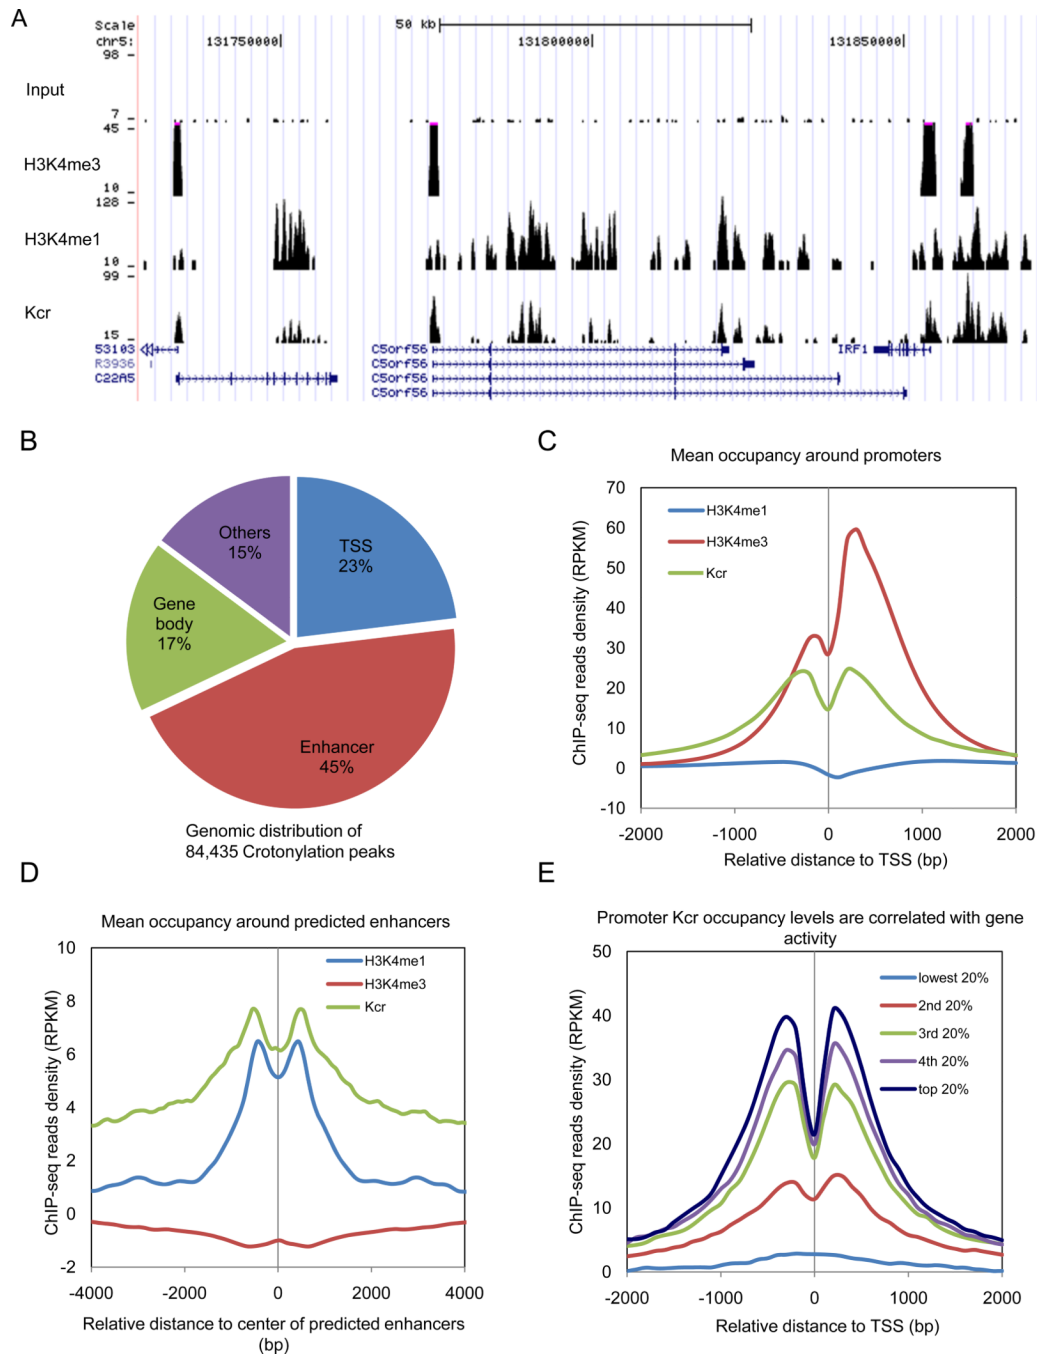 A
Scale
50 kb
chr5:
131750000
131800000
131850000
98
Input
7
45
H3K4me3
10
128
H3K4me1
10
99
Kcr
15
53103
C5orf56
IRF1
R3936
C5orf56
C22A5
C5orf56
C5orf56
B
Others
15%
TSS
23%
Gene
body
17%
Enhancer
45%
Genomic distribution of
84,435 Crotonylation peaks
C
Mean occupancy around promoters
70
60
50
40
30
20
10
0
-10
ChIP-seq reads density (RPKM)
H3K4me1
H3K4me3
Kcr
-2000 -1000 0 1000 2000
Relative distance to TSS (bp)
D
Mean occupancy around predicted enhancers
10
8
6
4
2
0
-2
ChIP-seq reads density (RPKM)
H3K4me1
H3K4me3
Kcr
-4000 -2000 0 2000 4000
Relative distance to center of predicted enhancers
(bp)
E
Promoter Kcr occupancy levels are correlated with gene
activity
50
40
30
20
10
0
ChIP-seq reads density (RPKM)
lowest 20%
2nd 20%
3rd 20%
4th 20%
top 20%
-2000 -1000 0 1000 2000
Relative distance to TSS (bp)